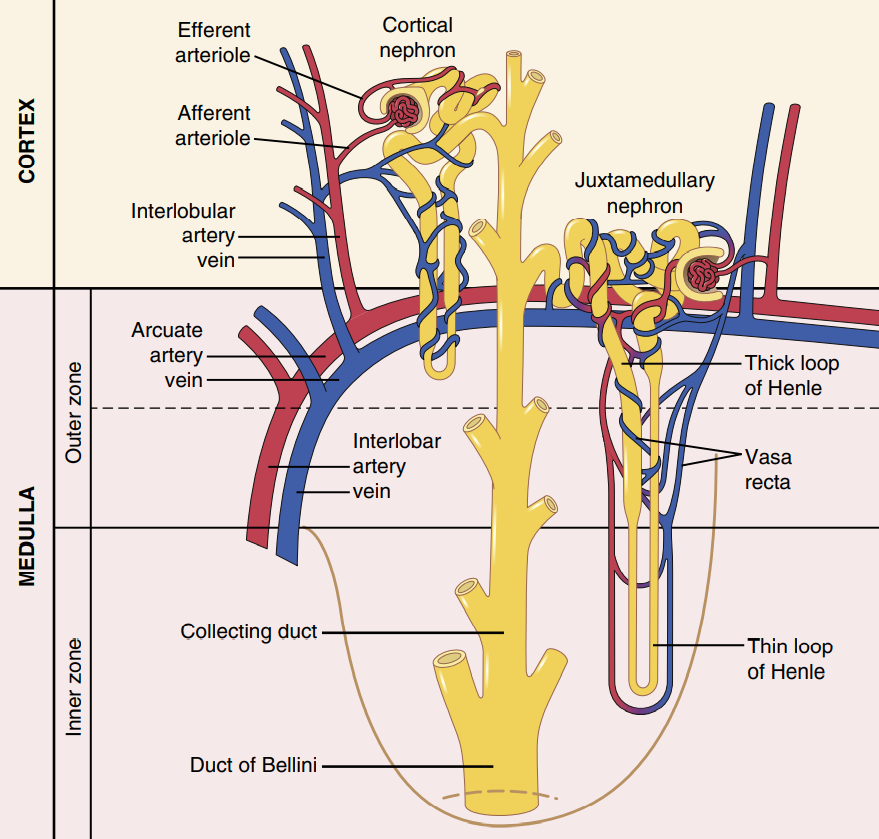 Efferent
arteriole
Cortical
nephron
Afferent
arteriole
CORTEX
Juxtamedullary
nephron
Interlobular
artery
vein
Arcuate
artery
vein
Thick loop
of Henle
Outer zone
Interlobar
artery
vein
Vasa
recta
MEDULLA
Collecting duct
Thin loop
of Henle
Inner zone
Duct of Bellini